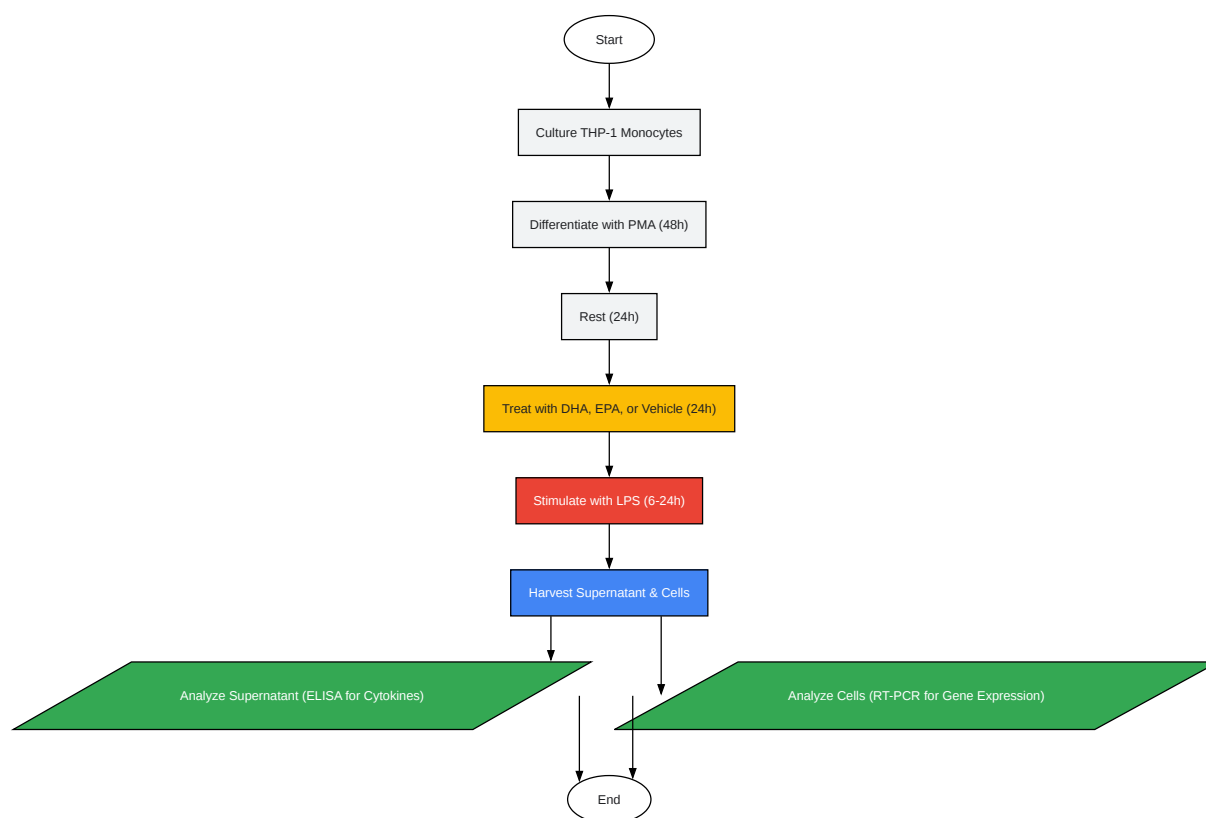 Start
Culture THP-1 Monocytes
Differentiate with PMA (48h)
Rest (24h)
Treat with DHA, EPA, or Vehicle (24h)
Stimulate with LPS (6-24h)
Harvest Supernatant & Cells
Analyze Supernatant (ELISA for Cytokines)
Analyze Cells (RT-PCR for Gene Expression)
End